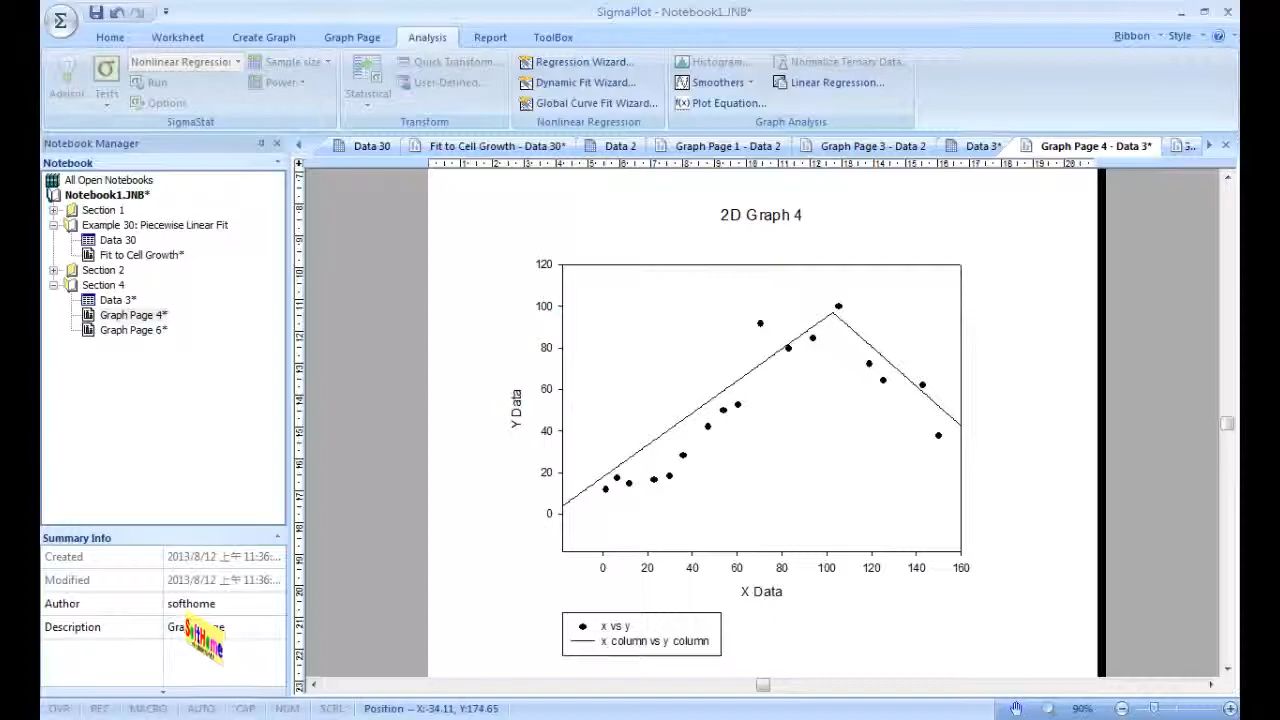 SigmaPlot - Notebook1.JNB*
Home Worksheet Create Graph Graph Page Analysis Report ToolBox Ribbon Style
Nonlinear Regressio Sample size Quick Transform... Regression Wizard... Histogram... Normalize Ternary Data...
Run Power User-Defined... Dynamic Fit Wizard... Smoothers Linear Regression...
Advisor Tests Options Statistical Global Curve Fit Wizard... f(x) Plot Equation...
SigmaStat Transform Nonlinear Regression Graph Analysis
Notebook Manager
Data 30 Fit to Cell Growth - Data 30* Data 2 Graph Page 1 - Data 2 Graph Page 3 - Data 2 Data 3* Graph Page 4 - Data 3*
Notebook
All Open Notebooks
Notebook1.JNB*
Section 1
Example 30: Piecewise Linear Fit
Data 30
Fit to Cell Growth*
Section 2
Section 4
Data 3*
Graph Page 4*
Graph Page 6*
Summary Info
Created 2013/8/12 上午 11:36:...
Modified 2013/8/12 上午 11:36:...
Author softhome
Description
SoftHome
2D Graph 4
120
100
80
60
40
20
0
Y Data
0 20 40 60 80 100 120 140 160
X Data
x vs y
x column vs y column
OVR REC MACRO AUTO CAP NUM SCRL Position -- X:-34.11, Y:174.65 90%